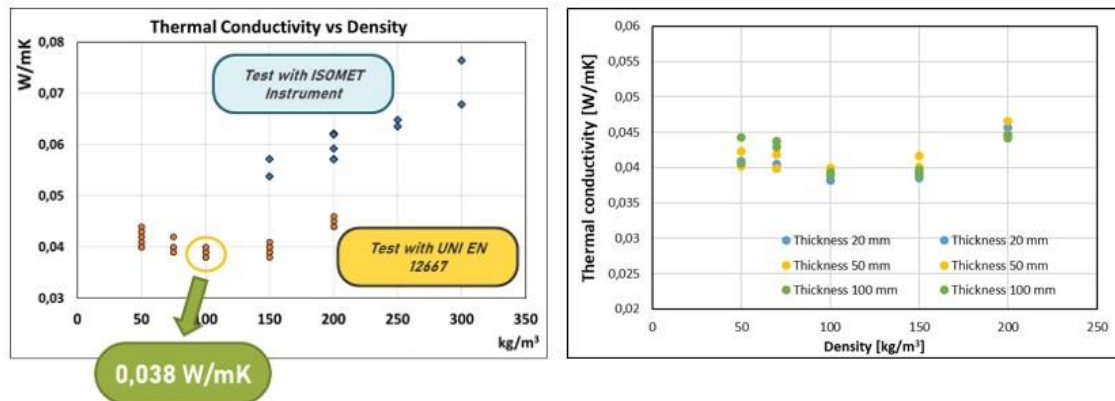 Thermal Conductivity vs Density
W/mK
0,08
0,07
0,06
0,05
0,04
0,03
Test with ISOMET
Instrument
Test with UNI EN
12667
0 50 100 150 200 250 300 350
kg/m³
0,038 W/mK
Thermal conductivity [W/mK]
0,06
0,055
0,05
0,045
0,04
0,035
0,03
0,025
0,02
Thickness 20 mm Thickness 20 mm
Thickness 50 mm Thickness 50 mm
Thickness 100 mm Thickness 100 mm
0 50 100 150 200 250
Density [kg/m³]